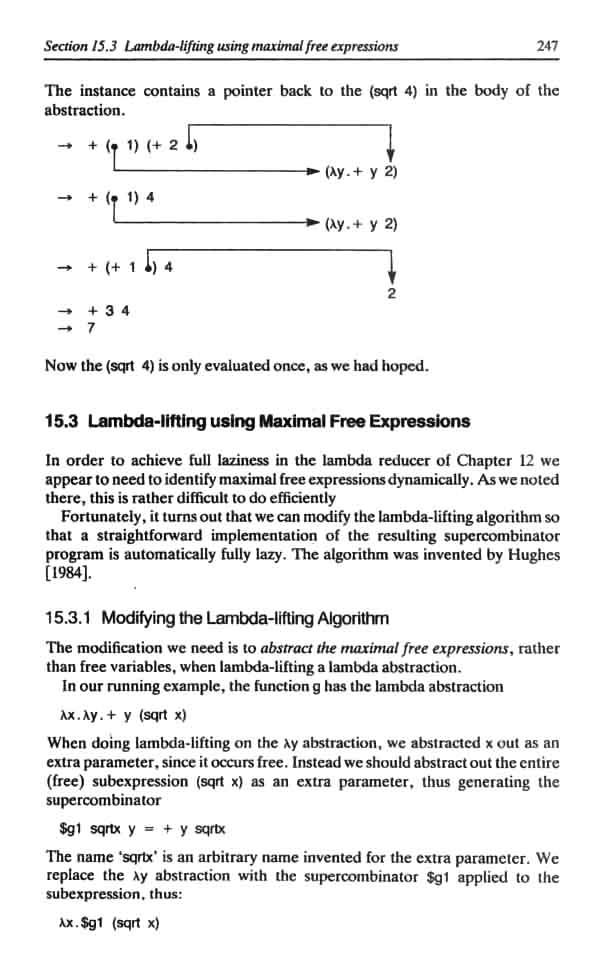 Section 15.3 Lambda-lifting using maximal free expressions 247
The instance contains a pointer back to the (sqrt 4) in the body of the
abstraction.
→ + (• 1) (+ 2 •)
(λy.+ y 2)
→ + (• 1) 4
(λy.+ y 2)
→ + (+ 1 •) 4
2
→ + 3 4
→ 7
Now the (sqrt 4) is only evaluated once, as we had hoped.
15.3 Lambda-lifting using Maximal Free Expressions
In order to achieve full laziness in the lambda reducer of Chapter 12 we
appear to need to identify maximal free expressions dynamically. As we noted
there, this is rather difficult to do efficiently
Fortunately, it turns out that we can modify the lambda-lifting algorithm so
that a straightforward implementation of the resulting supercombinator
program is automatically fully lazy. The algorithm was invented by Hughes
[1984].
15.3.1 Modifying the Lambda-lifting Algorithm
The modification we need is to abstract the maximal free expressions, rather
than free variables, when lambda-lifting a lambda abstraction.
In our running example, the function g has the lambda abstraction
λx.λy.+ y (sqrt x)
When doing lambda-lifting on the λy abstraction, we abstracted x out as an
extra parameter, since it occurs free. Instead we should abstract out the entire
(free) subexpression (sqrt x) as an extra parameter, thus generating the
supercombinator
$g1 sqrtx y = + y sqrtx
The name ‘sqrtx’ is an arbitrary name invented for the extra parameter. We
replace the λy abstraction with the supercombinator $g1 applied to the
subexpression, thus:
λx.$g1 (sqrt x)